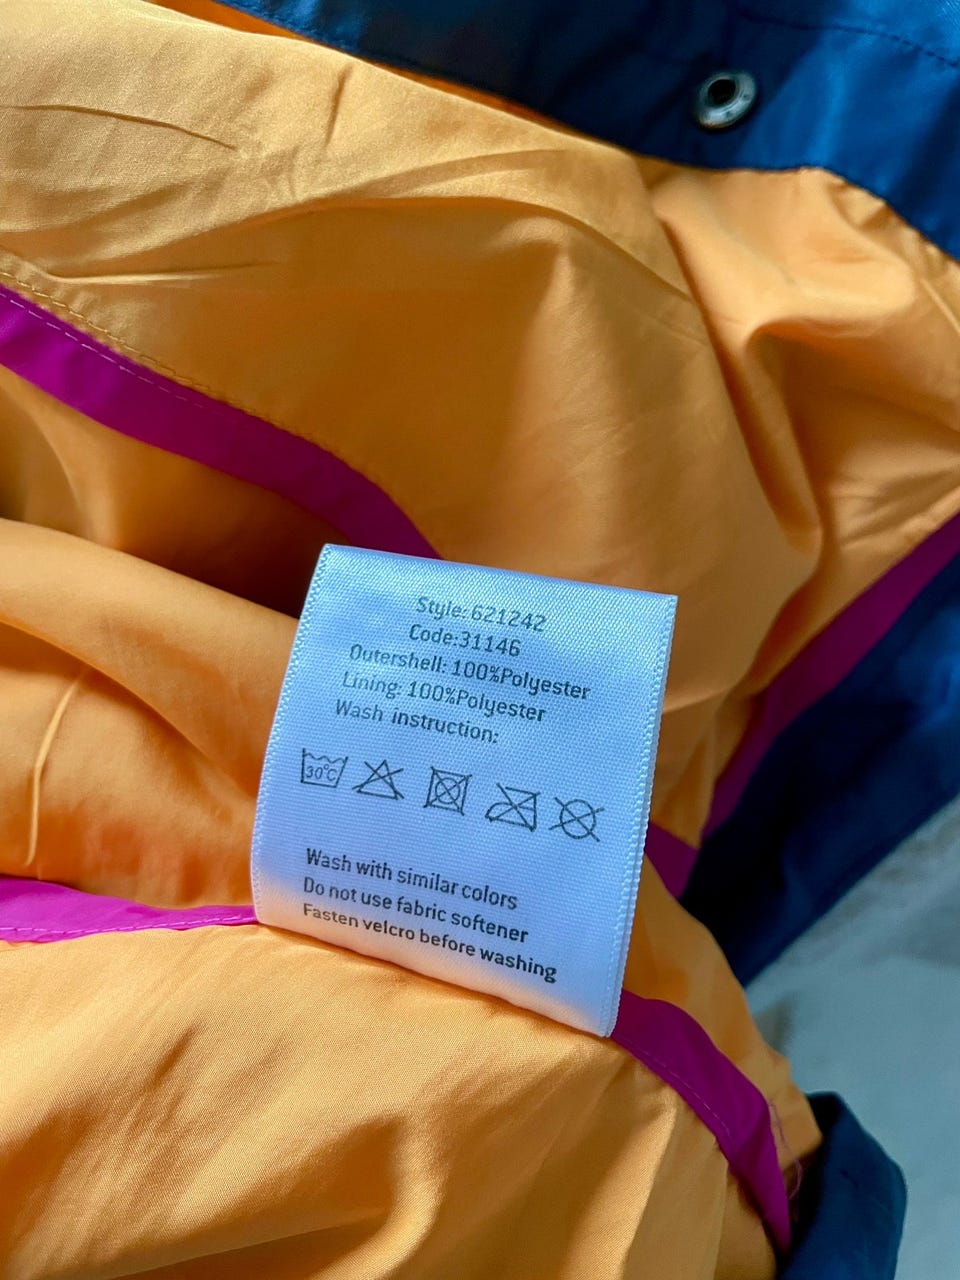 Style: 621242
Code:31146
Outershell: 100%Polyester
Lining: 100%Polyester
Wash instruction:
30°C
Wash with similar colors
Do not use fabric softener
Fasten velcro before washing